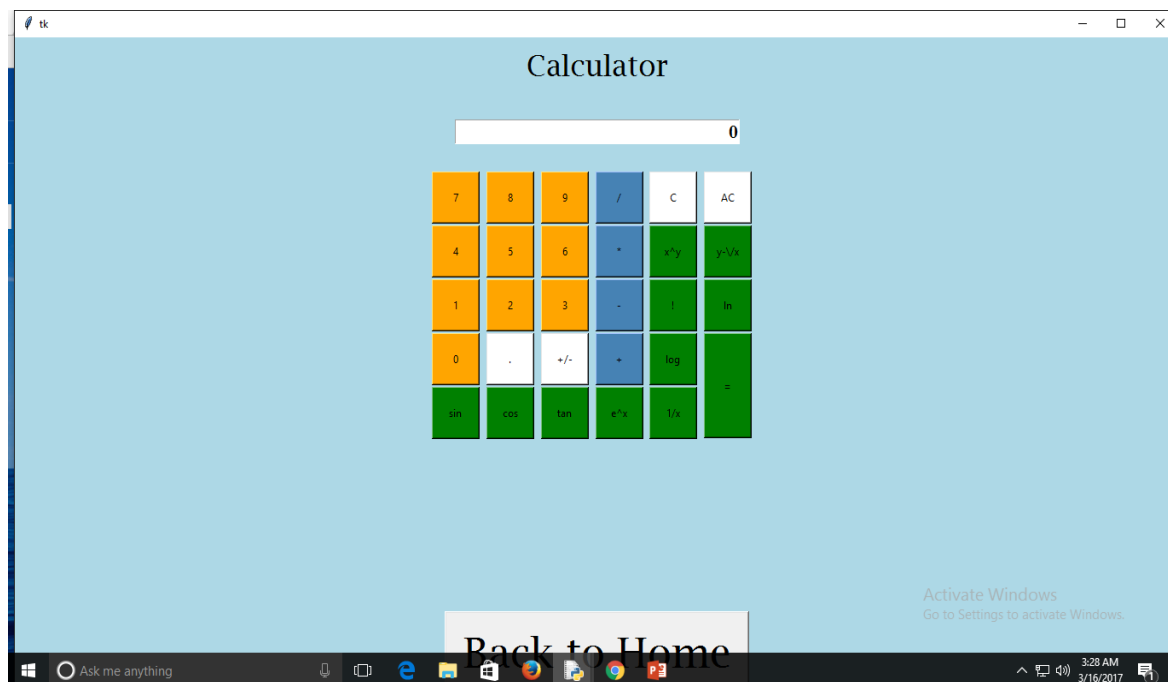 tk
Calculator
0
7 8 9 / C AC
4 5 6 * x^y y-\/x
1 2 3 - ! ln
0 . +/- + log
=
sin cos tan e^x 1/x
Activate Windows
Go to Settings to activate Windows.
Back to Home
Ask me anything
3:28 AM
3/16/2017
1